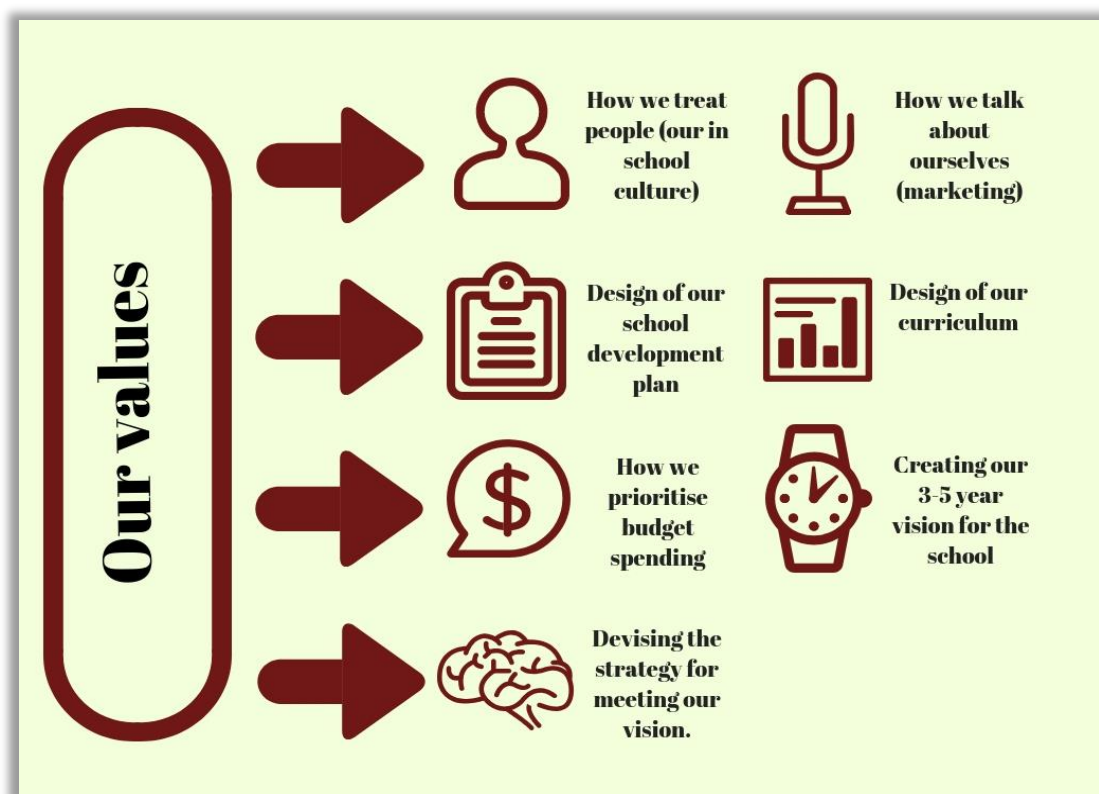 Our values
How we treat
people (our in
school
culture)
How we talk
about
ourselves
(marketing)
Design of our
school
development
plan
Design of our
curriculum
How we
prioritise
budget
spending
Creating our
3-5 year
vision for the
school
Devising the
strategy for
meeting our
vision.